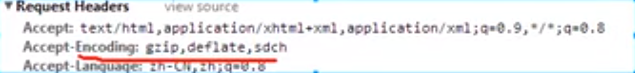 ▼Request Headers view source
Accept: text/html,application/xhtml+xml,application/xml;q=0.9,*/*;q=0.8
Accept-Encoding: gzip,deflate,sdch
Accept-Language: zh-CN,zh;q=0.8